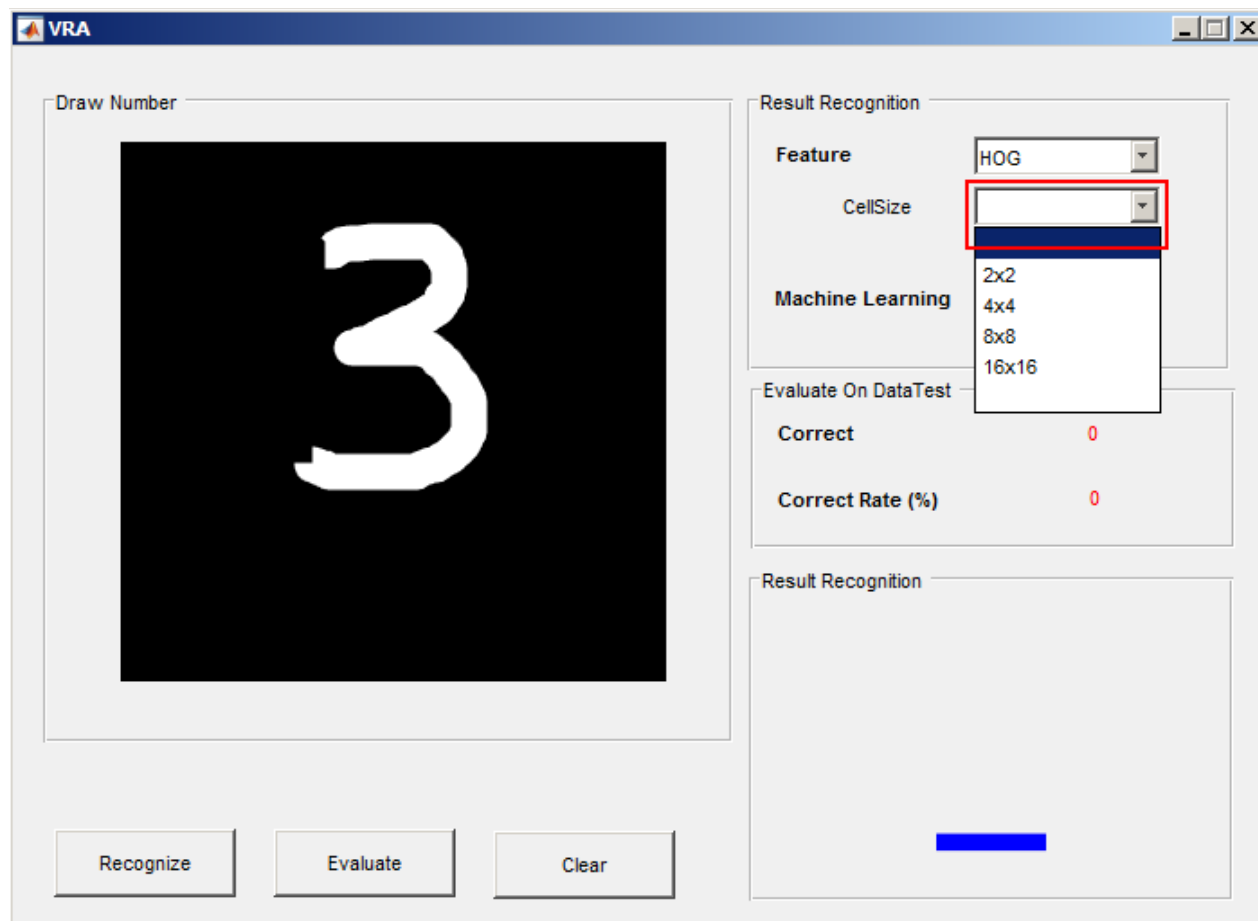 VRA
Draw Number
3
Result Recognition
Feature
HOG
CellSize
2x2
4x4
8x8
16x16
Machine Learning
Evaluate On DataTest
Correct
0
Correct Rate (%)
0
Result Recognition
Recognize
Evaluate
Clear